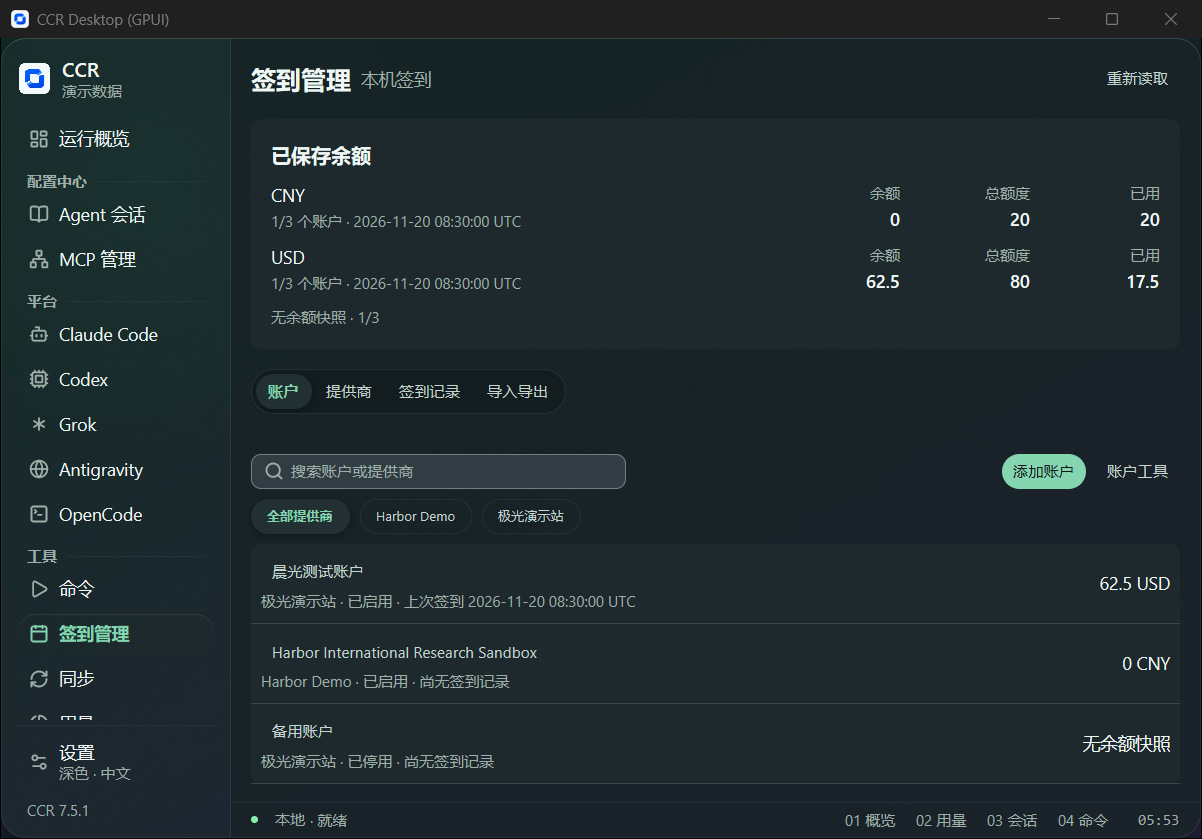 CCR Desktop (GPUI)
CCR
演示数据
运行概览
配置中心
Agent 会话
MCP 管理
平台
Claude Code
Codex
Grok
Antigravity
OpenCode
工具
命令
签到管理
同步
设置
深色 · 中文
CCR 7.5.1
签到管理 本机签到
重新读取
已保存余额
CNY
余额 总额度 已用
1/3 个账户 · 2026-11-20 08:30:00 UTC
0 20 20
USD
余额 总额度 已用
1/3 个账户 · 2026-11-20 08:30:00 UTC
62.5 80 17.5
无余额快照 · 1/3
账户 提供商 签到记录 导入导出
搜索账户或提供商
添加账户 账户工具
全部提供商 Harbor Demo 极光演示站
晨光测试账户
极光演示站 · 已启用 · 上次签到 2026-11-20 08:30:00 UTC
62.5 USD
Harbor International Research Sandbox
Harbor Demo · 已启用 · 尚无签到记录
0 CNY
备用账户
极光演示站 · 已停用 · 尚无签到记录
无余额快照
本地 · 就绪
01 概览 02 用量 03 会话 04 命令 05:53